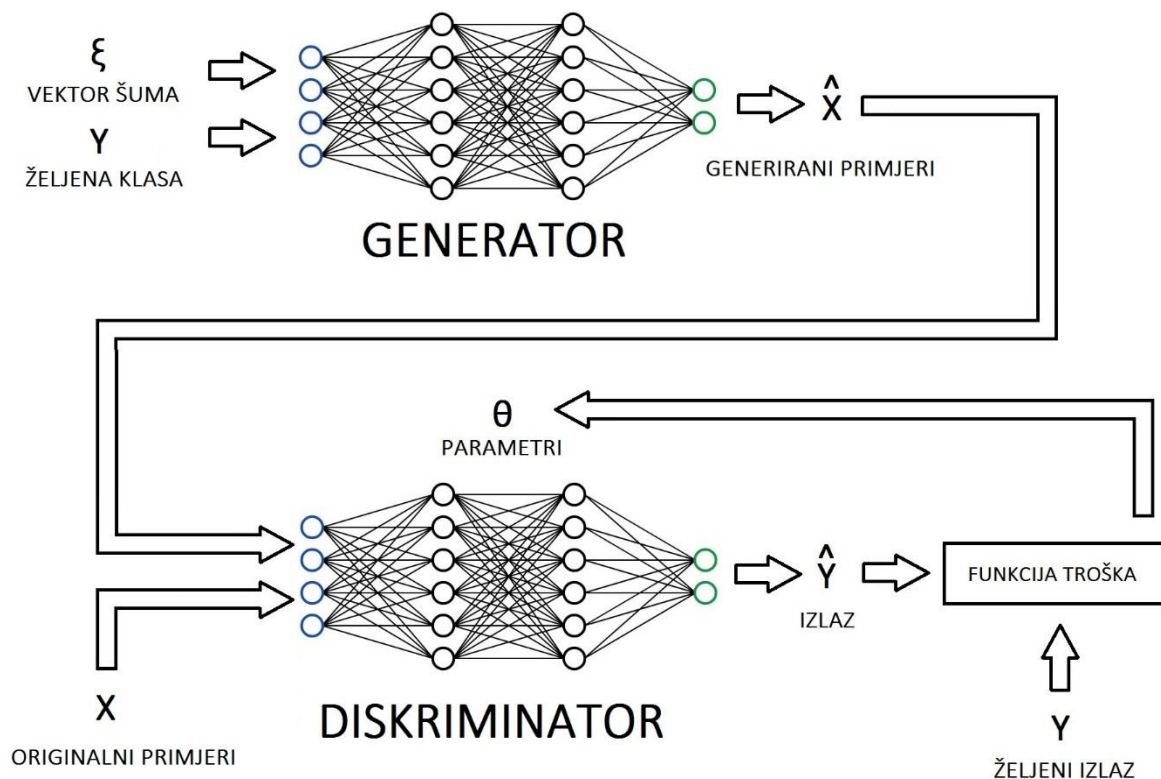 ξ
VEKTOR ŠUMA
Y
ŽELJENA KLASA
X̂
GENERIRANI PRIMJERI
GENERATOR
θ
PARAMETRI
Ŷ
IZLAZ
FUNKCIJA TROŠKA
X
ORIGINALNI PRIMJERI
DISKRIMINATOR
Y
ŽELJENI IZLAZ